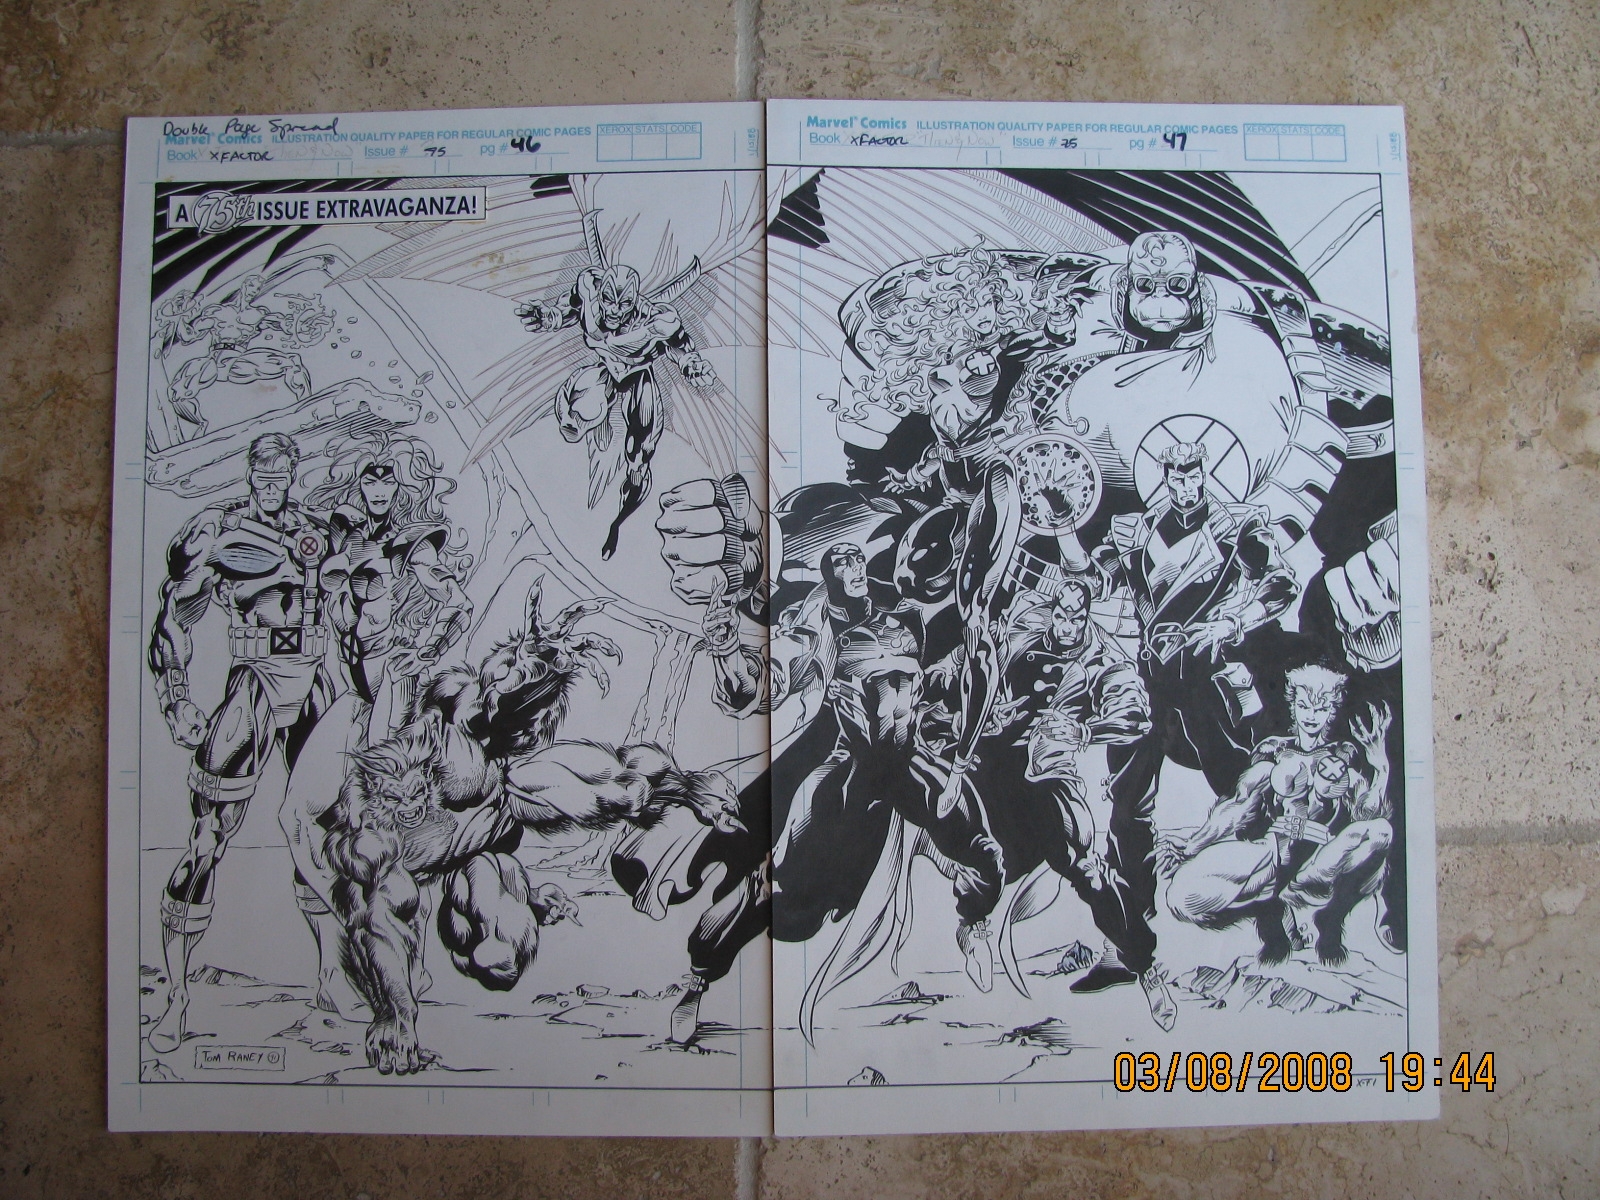 Double Page Spread
Marvel Comics ILLUSTRATION QUALITY PAPER FOR REGULAR COMIC PAGES
Book XFACTOR Issue # 75 pg # 46
XEROX STATS CODE
A 75th ISSUE EXTRAVAGANZA!
TOM RANEY
Marvel Comics ILLUSTRATION QUALITY PAPER FOR REGULAR COMIC PAGES
Book XFACTOR Issue # 75 pg # 47
XEROX STATS CODE
03/08/2008 19:44